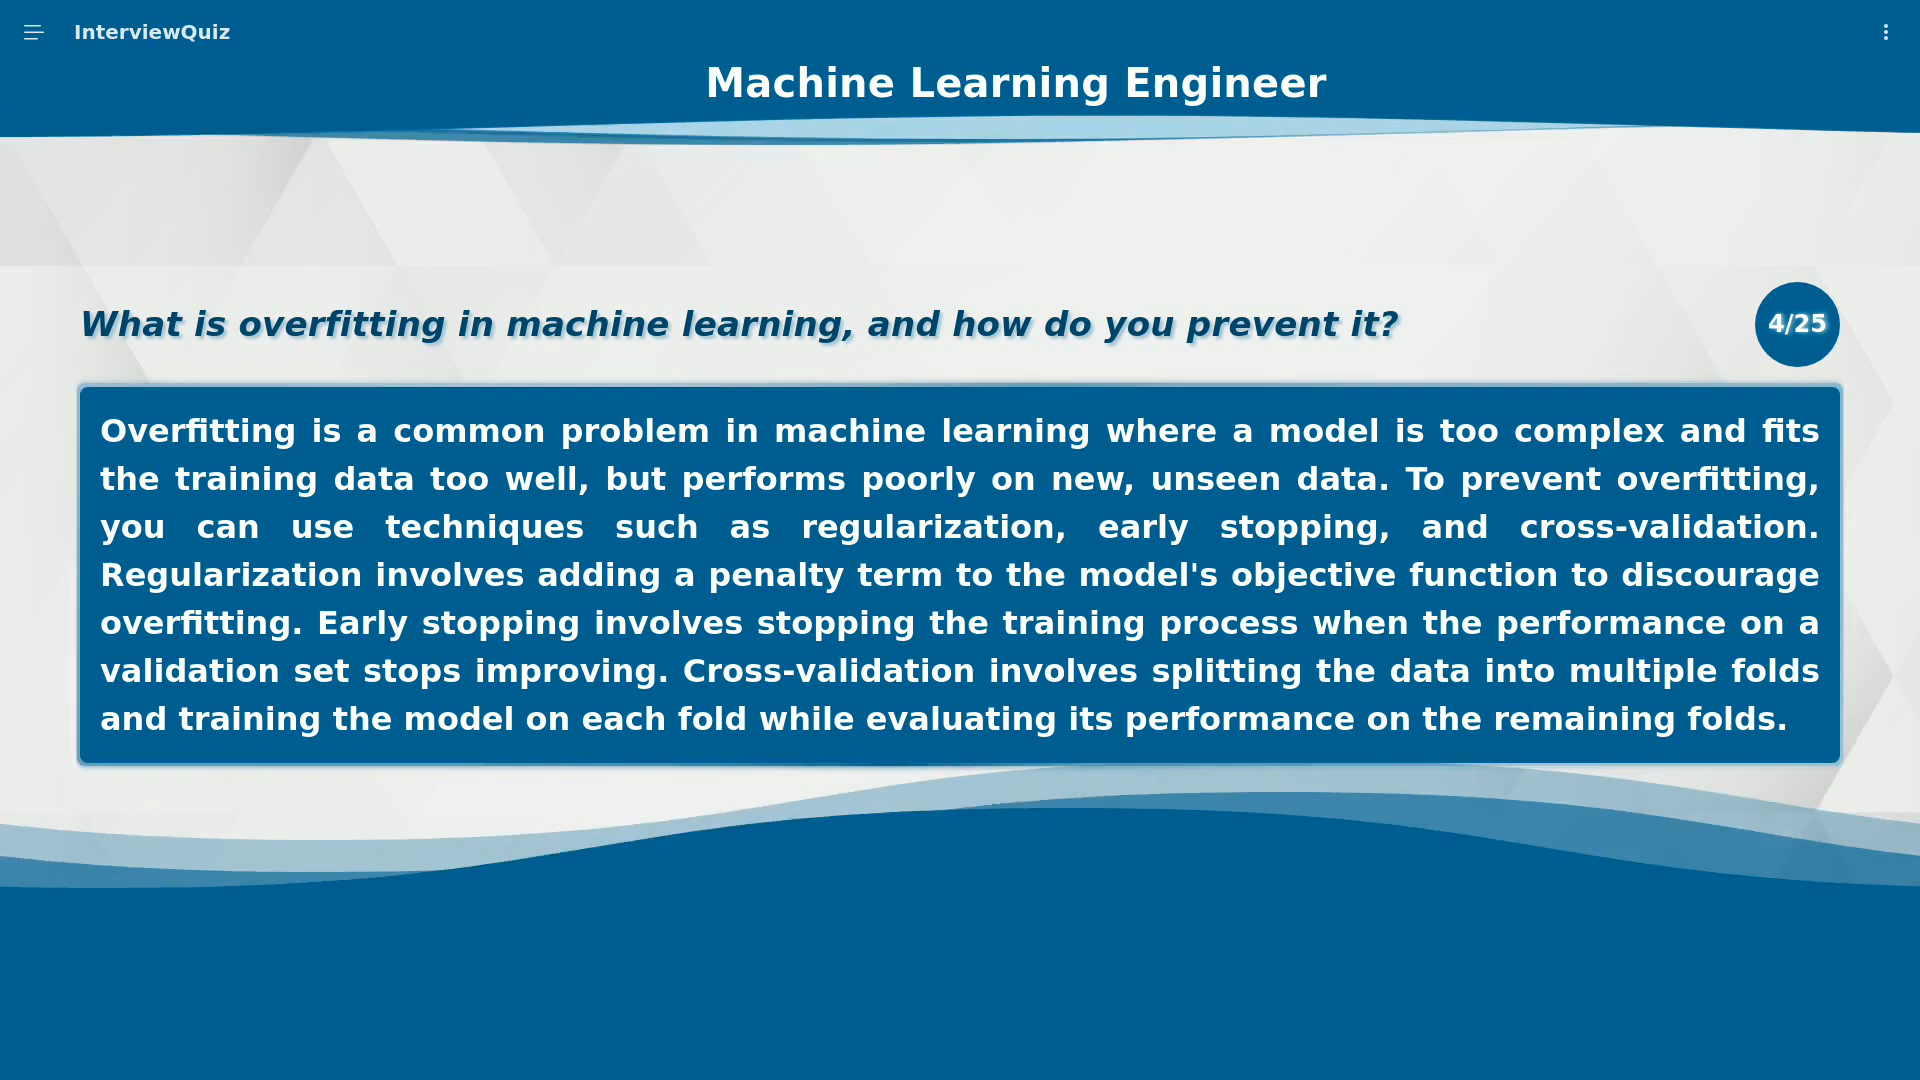 InterviewQuiz
Machine Learning Engineer
What is overfitting in machine learning, and how do you prevent it?
4/25
Overfitting is a common problem in machine learning where a model is too complex and fits
the training data too well, but performs poorly on new, unseen data. To prevent overfitting,
you can use techniques such as regularization, early stopping, and cross-validation.
Regularization involves adding a penalty term to the model's objective function to discourage
overfitting. Early stopping involves stopping the training process when the performance on a
validation set stops improving. Cross-validation involves splitting the data into multiple folds
and training the model on each fold while evaluating its performance on the remaining folds.